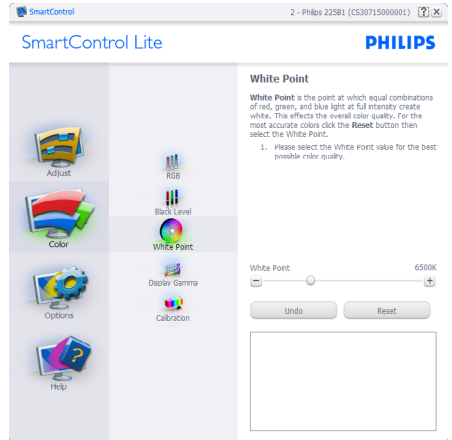 SmartControl
2 - Philips 225B1 (CS30715000001)
SmartControl Lite
PHILIPS
Adjust
Color
Options
Help
RGB
Black Level
White Point
Display Gamma
Calibration
White Point
White Point is the point at which equal combinations
of red, green, and blue light at full intensity create
white. This effects the overall color quality. For the
most accurate colors click the Reset button then
select the White Point.
1. Please select the White Point value for the best
possible color quality.
White Point 6500K
Undo Reset